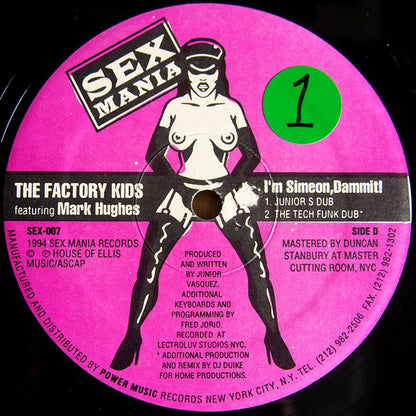 SEX
MANIA
1
THE FACTORY KIDS
featuring Mark Hughes
I'm Simeon,Dammit!
1. JUNIOR S DUB
2. THE TECH FUNK DUB*
SEX-007
SIDE D
1994 SEX MANIA RECORDS
Ⓟ HOUSE OF ELLIS
MUSIC/ASCAP
MASTERED BY DUNCAN
STANBURY AT MASTER
CUTTING ROOM, NYC
PRODUCED
AND WRITTEN
BY JUNIOR
VASQUEZ.
ADDITIONAL
KEYBOARDS AND
PROGRAMMING BY
FRED JORIO.
RECORDED AT
LECTROLUV STUDIOS NYC,
* ADDITIONAL PRODUCTION
AND REMIX BY DJ DUIKE
FOR HOME PRODUCTIONS.
MANUFACTURED AND DISTRIBUTED BY POWER MUSIC RECORDS NEW YORK CITY, N.Y. TEL (212) 982-2506 FAX. (212) 982-1302